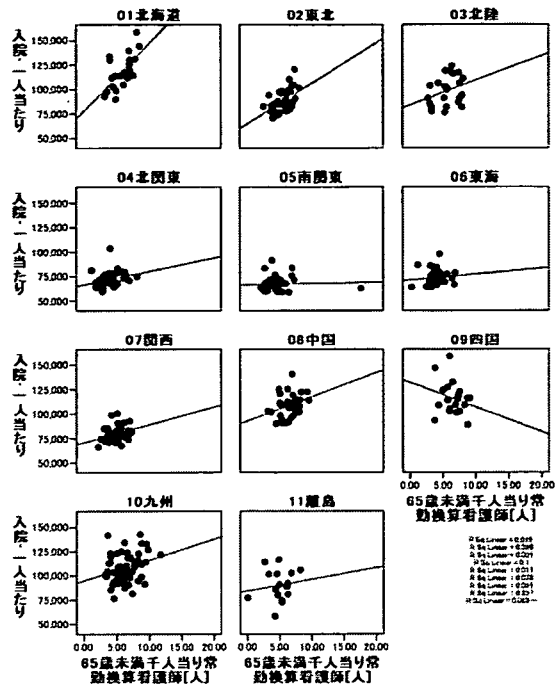 01北海道
02東北
03北陸
入院・一人当たり
150,000
125,000
100,000
75,000
50,000
04北関東
05南関東
06東海
入院・一人当たり
150,000
125,000
100,000
75,000
50,000
07関西
08中国
09四国
入院・一人当たり
150,000
125,000
100,000
75,000
50,000
0.00 5.00 10.00 15.00 20.00
65歳未満千人当り常
勤換算看護師[人]
10九州
11離島
入院・一人当たり
150,000
125,000
100,000
75,000
50,000
0.00 5.00 10.00 15.00 20.00
0.00 5.00 10.00 15.00 20.00
65歳未満千人当り常
勤換算看護師[人]
65歳未満千人当り常
勤換算看護師[人]